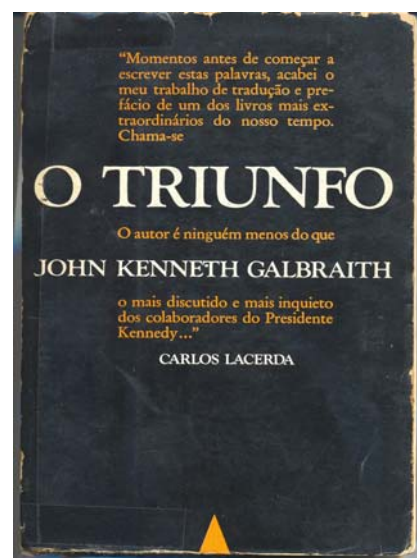 “Momentos antes de começar a
escrever estas palavras, acabei o
meu trabalho de tradução e pre-
fácio de um dos livros mais ex-
traordinários do nosso tempo.
Chama-se
O TRIUNFO
O autor é ninguém menos do que
JOHN KENNETH GALBRAITH
o mais discutido e mais inquieto
dos colaboradores do Presidente
Kennedy...”
CARLOS LACERDA